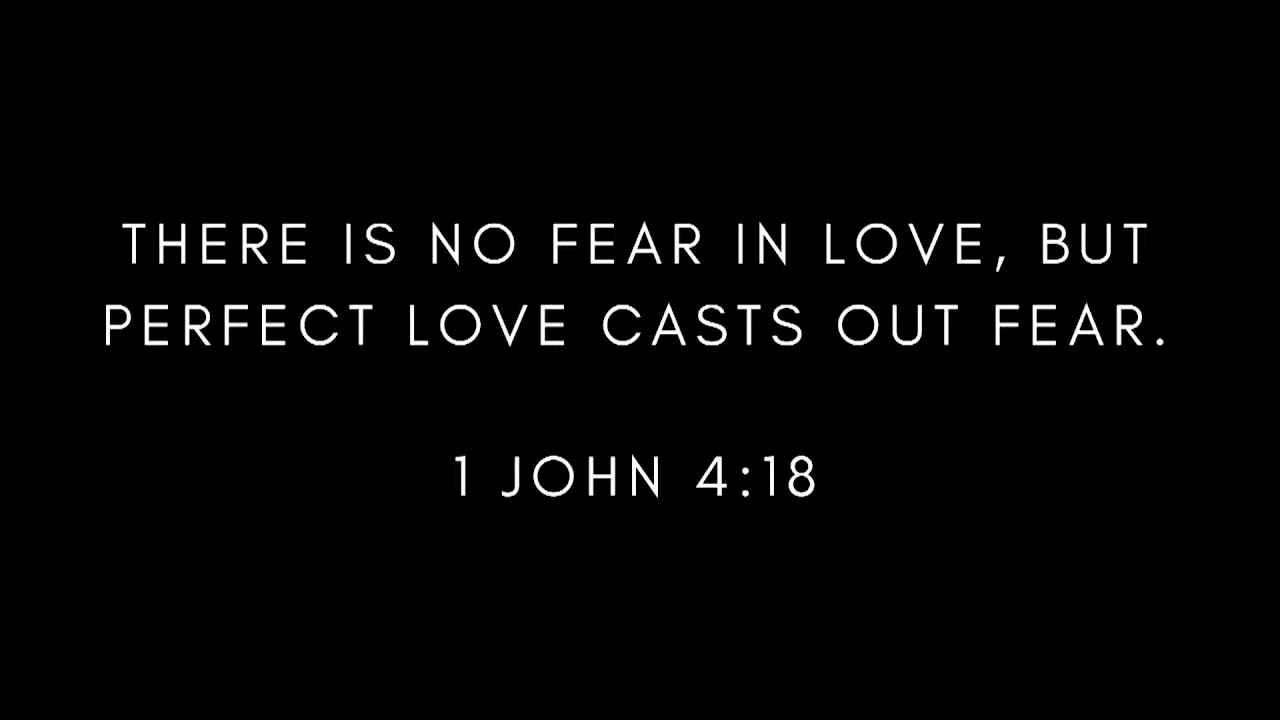 THERE IS NO FEAR IN LOVE, BUT
PERFECT LOVE CASTS OUT FEAR.
1 JOHN 4:18